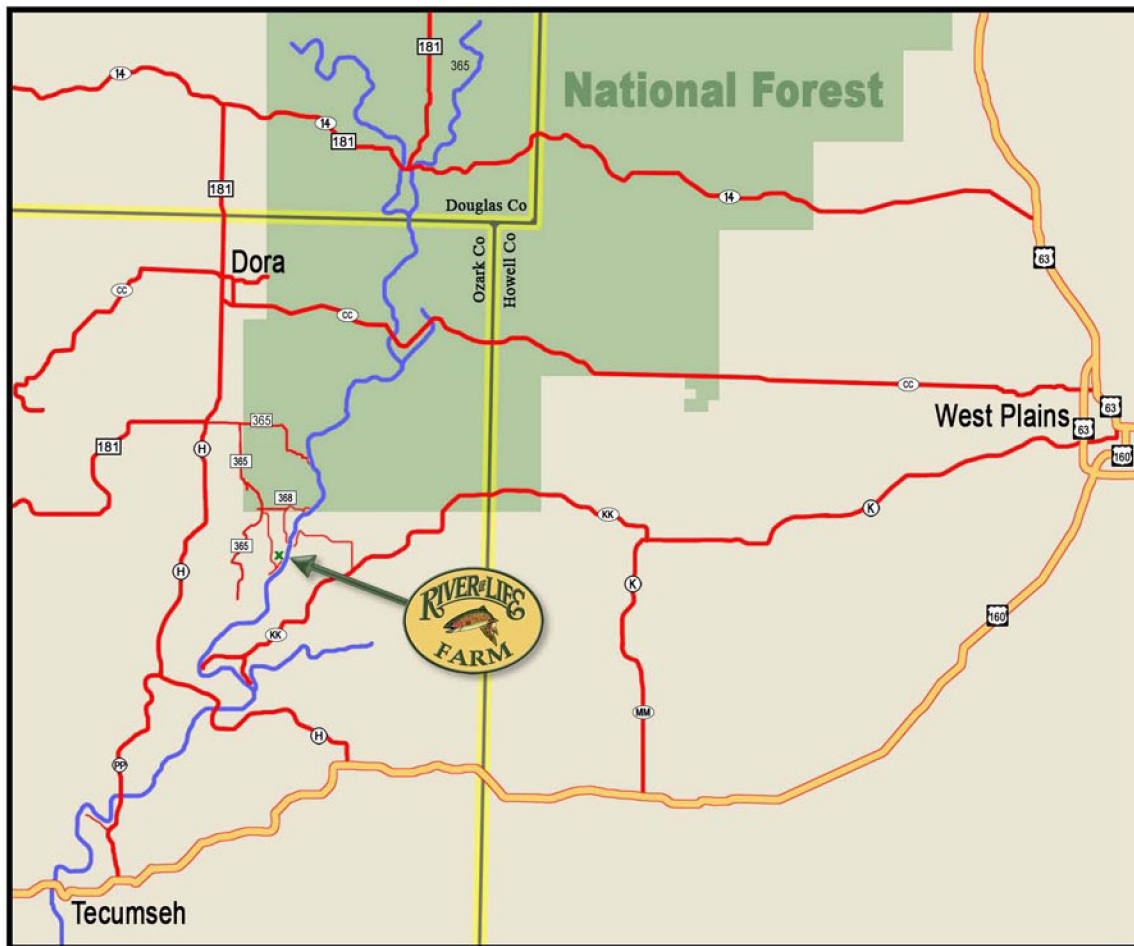 181
365
National Forest
14
14
181
181
14
Douglas Co
Ozark Co
Howell Co
63
Dora
CC
CC
CC
West Plains
63
63
160
365
181
H
365
368
KK
K
365
H
K
RIVER OF LIFE
FARM
KK
160
MM
H
PP
Tecumseh